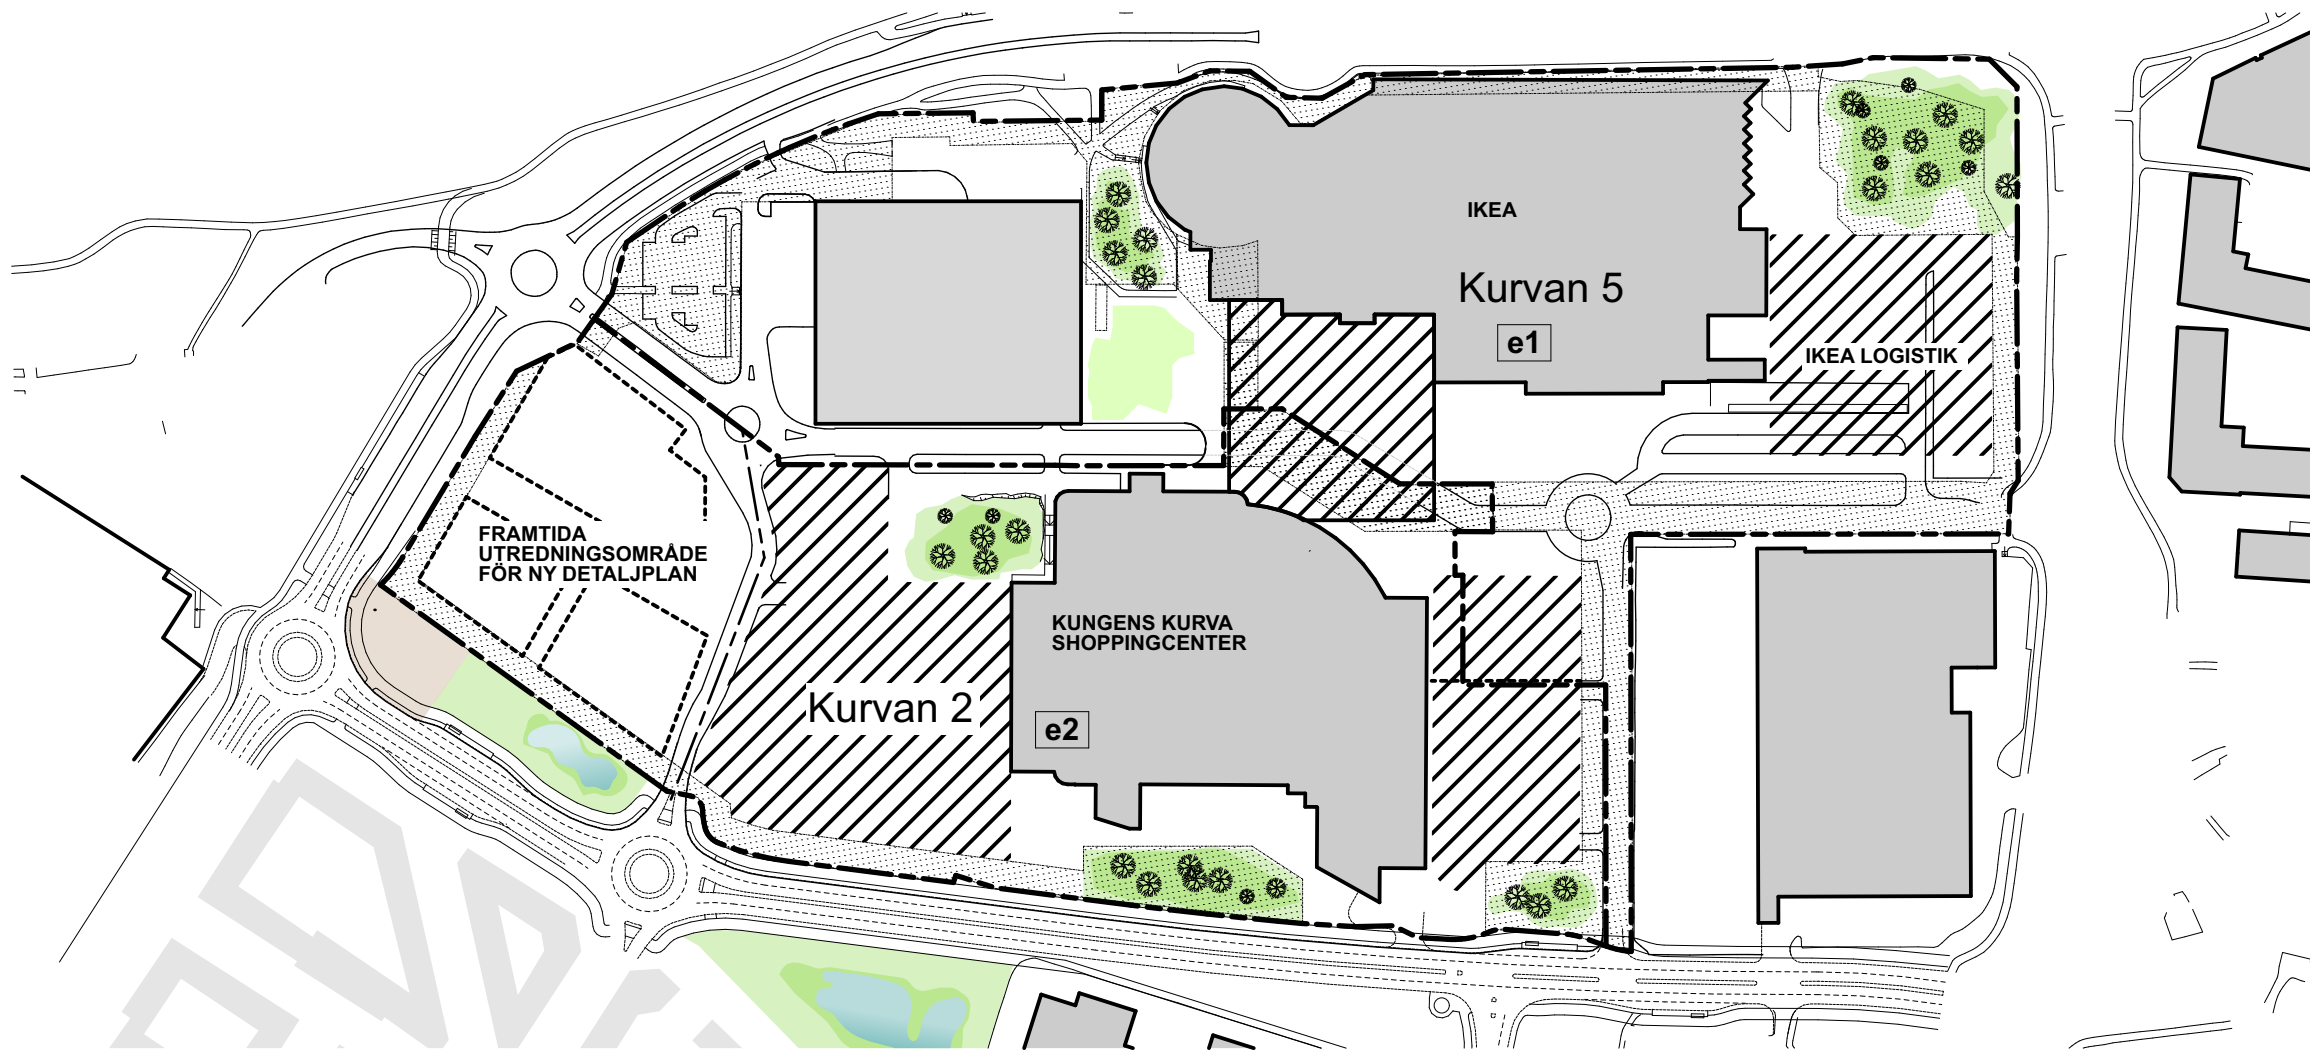 IKEA
Kurvan 5
e1
IKEA LOGISTIK
FRAMTIDA
UTREDNINGSOMRÅDE
FÖR NY DETALJPLAN
KUNGENS KURVA
SHOPPINGCENTER
Kurvan 2
e2